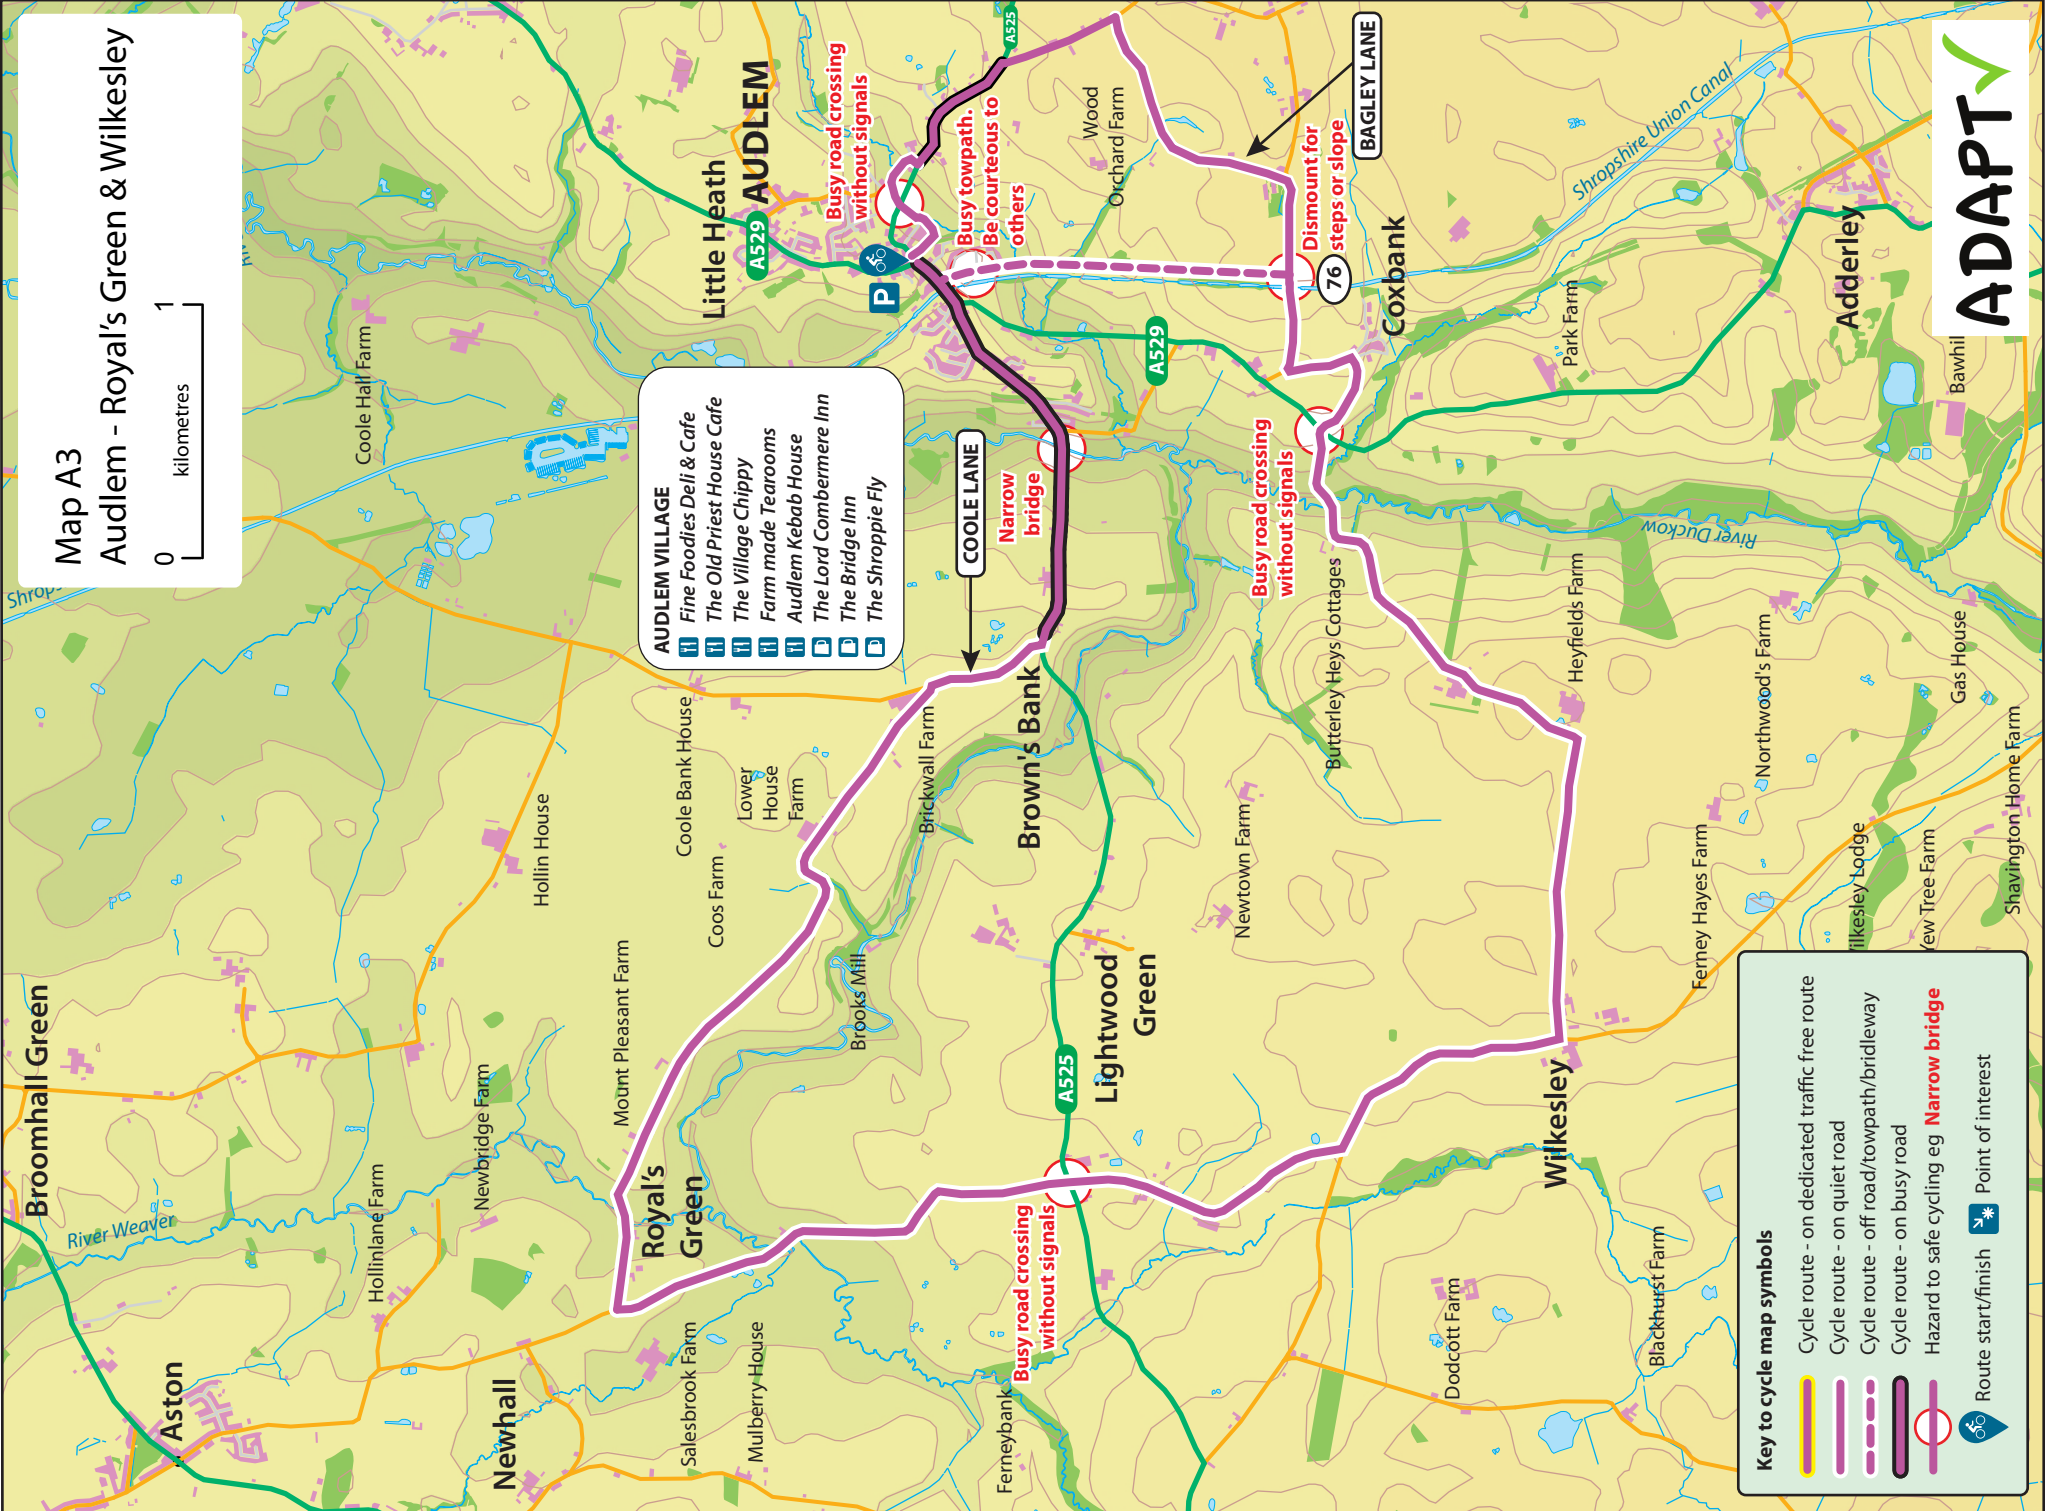 Map A3
Audlem - Royal's Green & Wilkesley
0 1
kilometres
Broomhall Green
River Weaver
Aston
Newhall
Hollinlane Farm
Newbridge Farm
Hollin House
Coole Hall Farm
Mount Pleasant Farm
Coos Farm
Coole Bank House
Lower
House
Farm
Royal's
Green
Salesbrook Farm
Mulberry House
Brooks Mill
Brickwall Farm
Ferneybank
Little Heath
AUDLEM
A529
P
Busy road crossing
without signals
Busy towpath.
Be courteous to
others
A525
Wood
Orchard Farm
BAGLEY LANE
Dismount for
steps or slope
76
Coxbank
Shropshire Union Canal
Adderley
Park Farm
Bawhil
ADAPT
A529
AUDLEM VILLAGE
Fine Foodies Deli & Cafe
The Old Priest House Cafe
The Village Chippy
Farm made Tearooms
Audlem Kebab House
The Lord Combermere Inn
The Bridge Inn
The Shroppie Fly
COOLE LANE
Narrow
bridge
Brown's Bank
Busy road crossing
without signals
River Duckow
Butterley Heys Cottages
Heyfields Farm
Northwood's Farm
Gas House
Shavington Home Farm
Newtown Farm
Lightwood
Green
A525
Busy road crossing
without signals
Wilkesley
Ferney Hayes Farm
ilkesley Lodge
Yew Tree Farm
Dodcott Farm
Blackhurst Farm
Shrops
Key to cycle map symbols
Cycle route - on dedicated traffic free route
Cycle route - on quiet road
Cycle route - off road/towpath/bridleway
Cycle route - on busy road
Hazard to safe cycling eg Narrow bridge
Route start/finish Point of interest